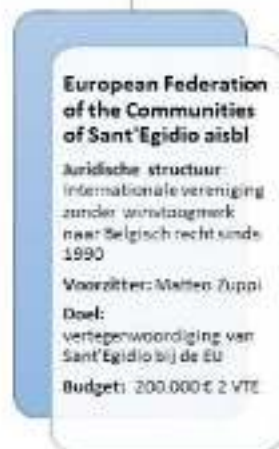 European Federation
of the Communities
of Sant'Egidio aisbl
Juridische structuur:
Internationale vereniging
zonder winstoogmerk
naar Belgisch recht sinds
1990
Voorzitter: Matteo Zuppi
Doel:
vertegenwoordiging van
Sant'Egidio bij de EU
Budget: 200.000 € 2 VTE